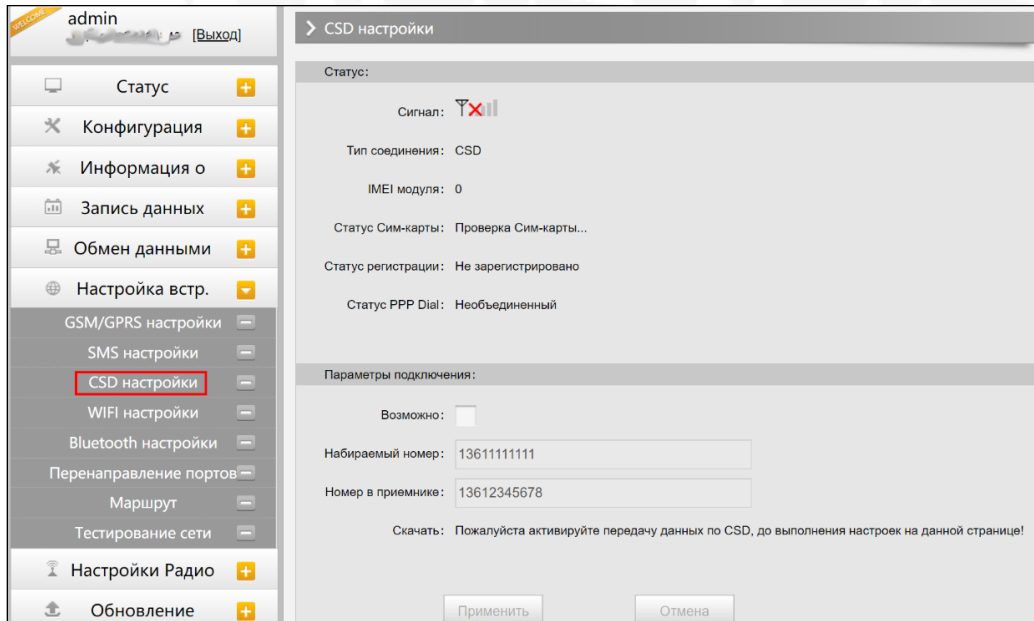 WELCOME
admin
[Выход]
Статус
Конфигурация
Информация о
Запись данных
Обмен данными
Настройка встр.
GSM/GPRS настройки
SMS настройки
CSD настройки
WIFI настройки
Bluetooth настройки
Перенаправление портов
Маршрут
Тестирование сети
Настройки Радио
Обновление
CSD настройки
Статус:
Сигнал:
Тип соединения: CSD
IMEI модуля: 0
Статус Сим-карты: Проверка Сим-карты...
Статус регистрации: Не зарегистрировано
Статус PPP Dial: Необъединенный
Параметры подключения:
Возможно:
Набираемый номер: 13611111111
Номер в приемнике: 13612345678
Скачать: Пожалуйста активируйте передачу данных по CSD, до выполнения настроек на данной странице!
Применить Отмена